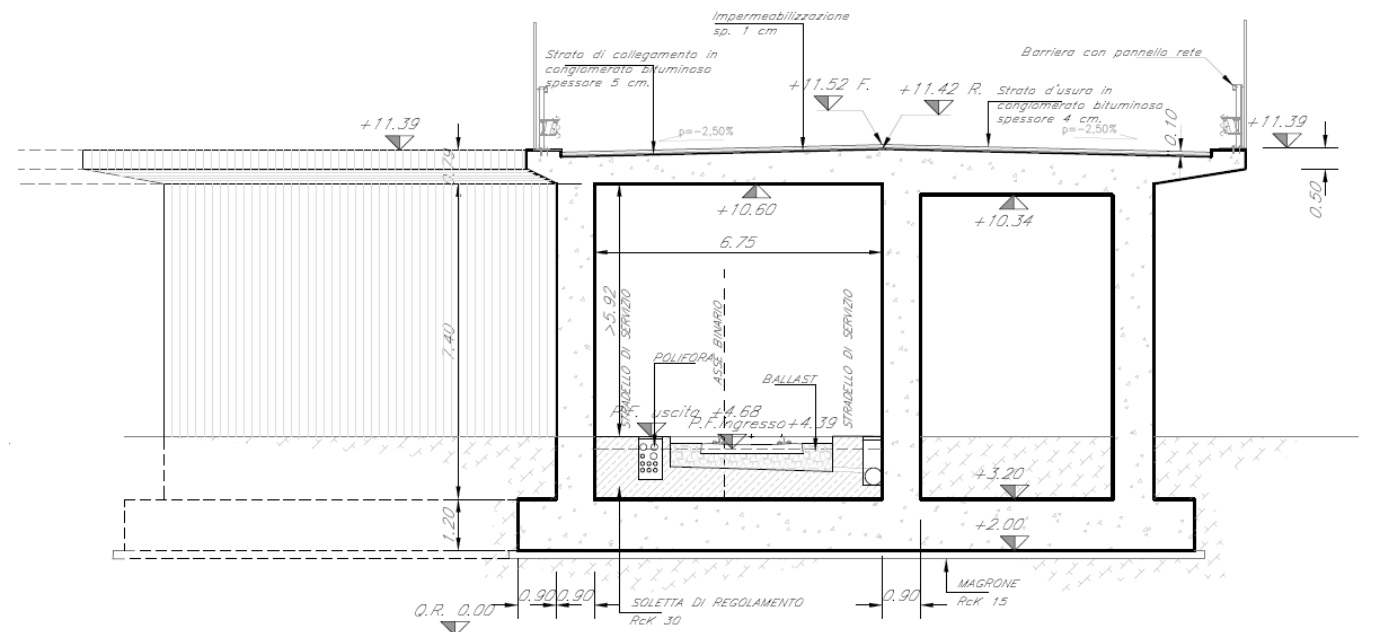 Impermeabilizzazione
sp. 1 cm
Strato di collegamento in
conglomerato bituminoso
spessore 5 cm.
Barriera con pannello rete
+11.52 F.
+11.42 R.
Strato d'usura in
conglomerato bituminoso
spessore 4 cm.
+11.39
p=-2,50%
p=-2,50%
0.10
+11.39
0.79
0.50
+10.60
+10.34
6.75
>5.92
7.40
STRADELLO DI SERVIZIO
ASSE BINARIO
STRADELLO DI SERVIZIO
POLIFORA
BALLAST
P.F. uscita +4.68
P.F.Ingresso+4.39
+3.20
1.20
+2.00
0.90
0.90
0.90
MAGRONE
RcK 15
SOLETTA DI REGOLAMENTO
RcK 30
Q.R. 0.00